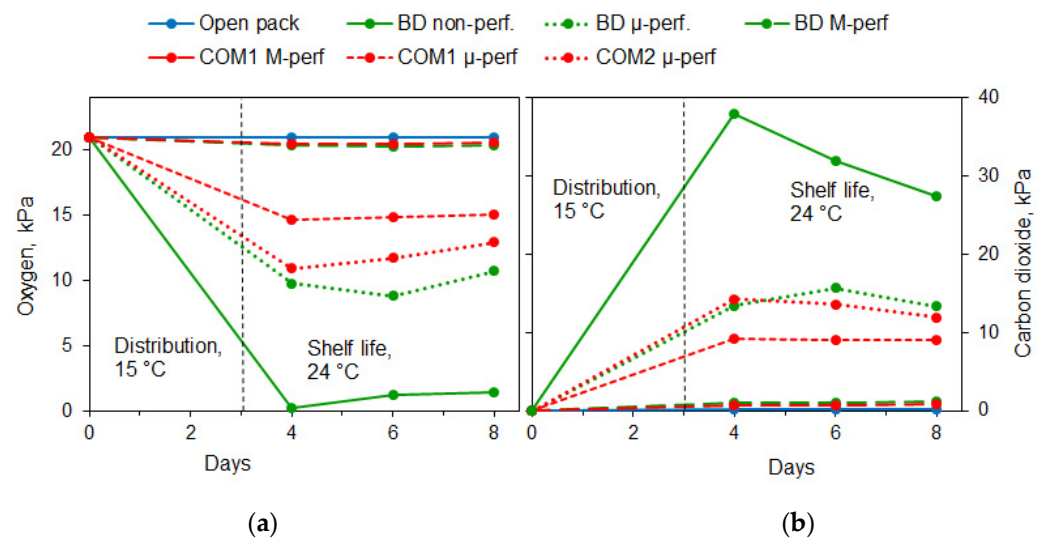 Open pack BD non-perf. BD μ-perf. BD M-perf
COM1 M-perf COM1 μ-perf COM2 μ-perf
Oxygen, kPa
20
15
10
5
0
Distribution,
15 °C
Shelf life,
24 °C
0 2 4 6 8
Days
(a)
Distribution,
15 °C
Shelf life,
24 °C
40
30
20
10
0
Carbon dioxide, kPa
0 2 4 6 8
Days
(b)